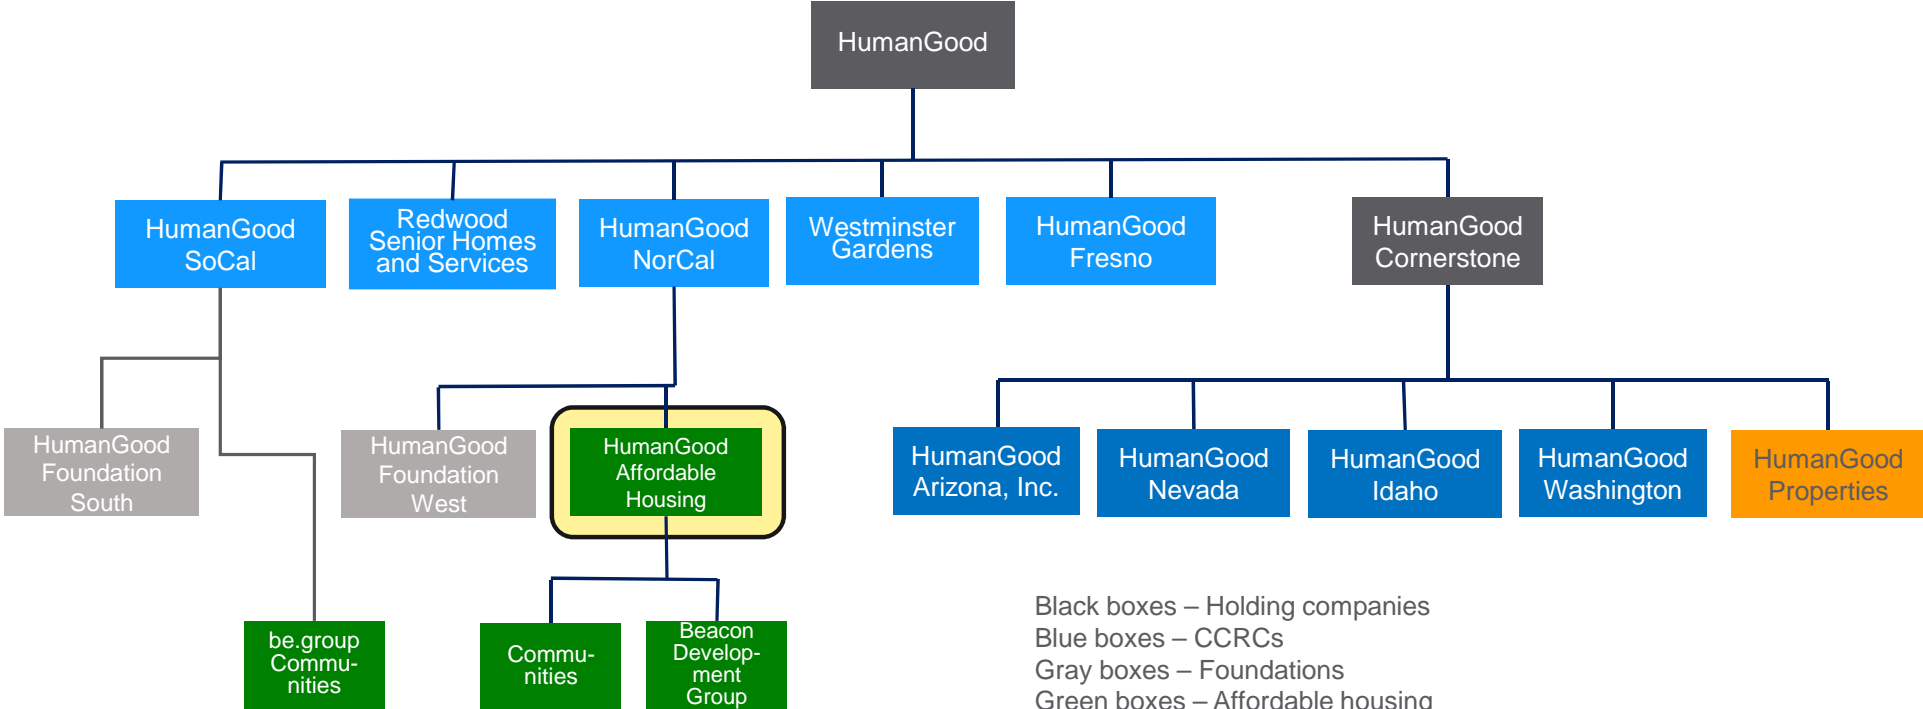 HumanGood
HumanGood
SoCal
Redwood
Senior Homes
and Services
HumanGood
NorCal
Westminster
Gardens
HumanGood
Fresno
HumanGood
Cornerstone
HumanGood
Foundation
South
HumanGood
Foundation
West
HumanGood
Affordable
Housing
HumanGood
Arizona, Inc.
HumanGood
Nevada
HumanGood
Idaho
HumanGood
Washington
HumanGood
Properties
be.group
Commu-
nities
Commu-
nities
Beacon
Develop-
ment
Group
Black boxes – Holding companies
Blue boxes – CCRCs
Gray boxes – Foundations
Green boxes – Affordable housing